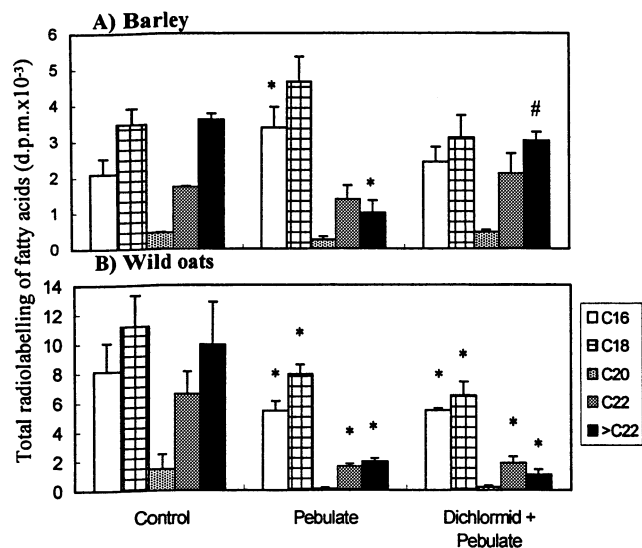 A) Barley
Total radiolabelling of fatty acids (d.p.m.x10⁻³)
6
5
4
3
2
1
0
*
*
#
B) Wild oats
14
12
10
8
6
4
2
0
*
*
*
*
*
*
*
*
C16
C18
C20
C22
>C22
Control
Pebulate
Dichlormid +
Pebulate